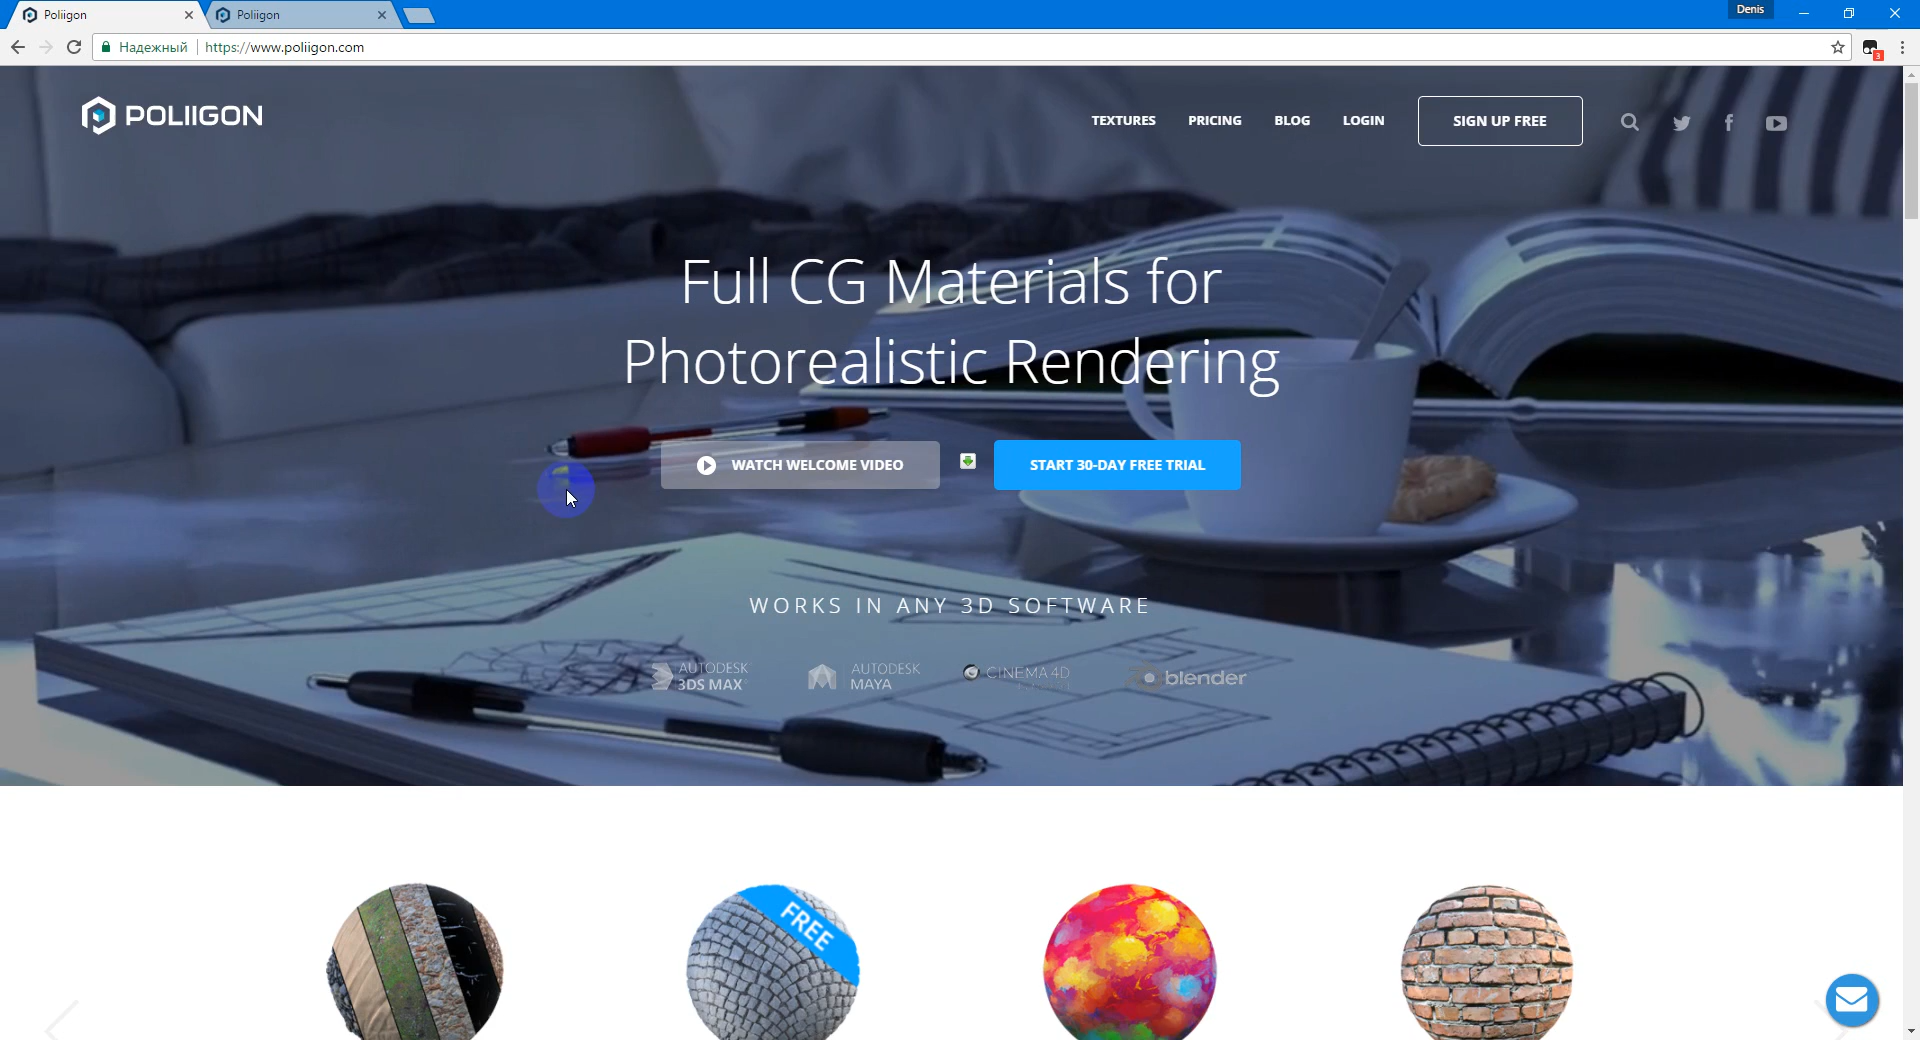 Poliigon
Poliigon
Denis
Надежный
https://www.poliigon.com
3
POLIIGON
TEXTURES
PRICING
BLOG
LOGIN
SIGN UP FREE
Full CG Materials for
Photorealistic Rendering
WATCH WELCOME VIDEO
START 30-DAY FREE TRIAL
WORKS IN ANY 3D SOFTWARE
AUTODESK
3DS MAX
AUTODESK
MAYA
CINEMA 4D
blender
FREE